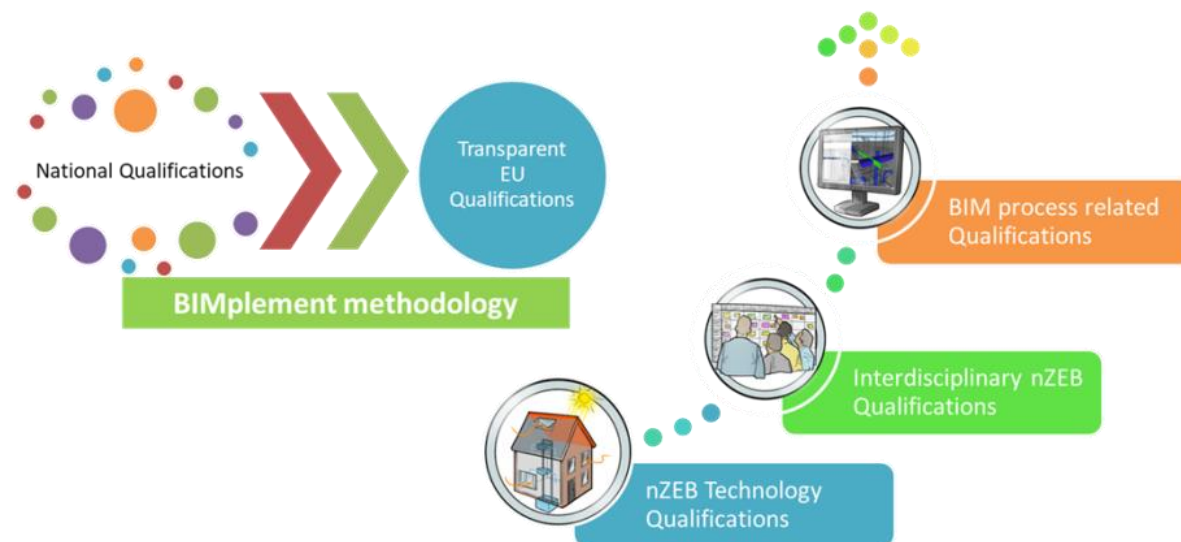 National Qualifications
Transparent
EU
Qualifications
BIMplement methodology
BIM process related
Qualifications
Interdisciplinary nZEB
Qualifications
nZEB Technology
Qualifications